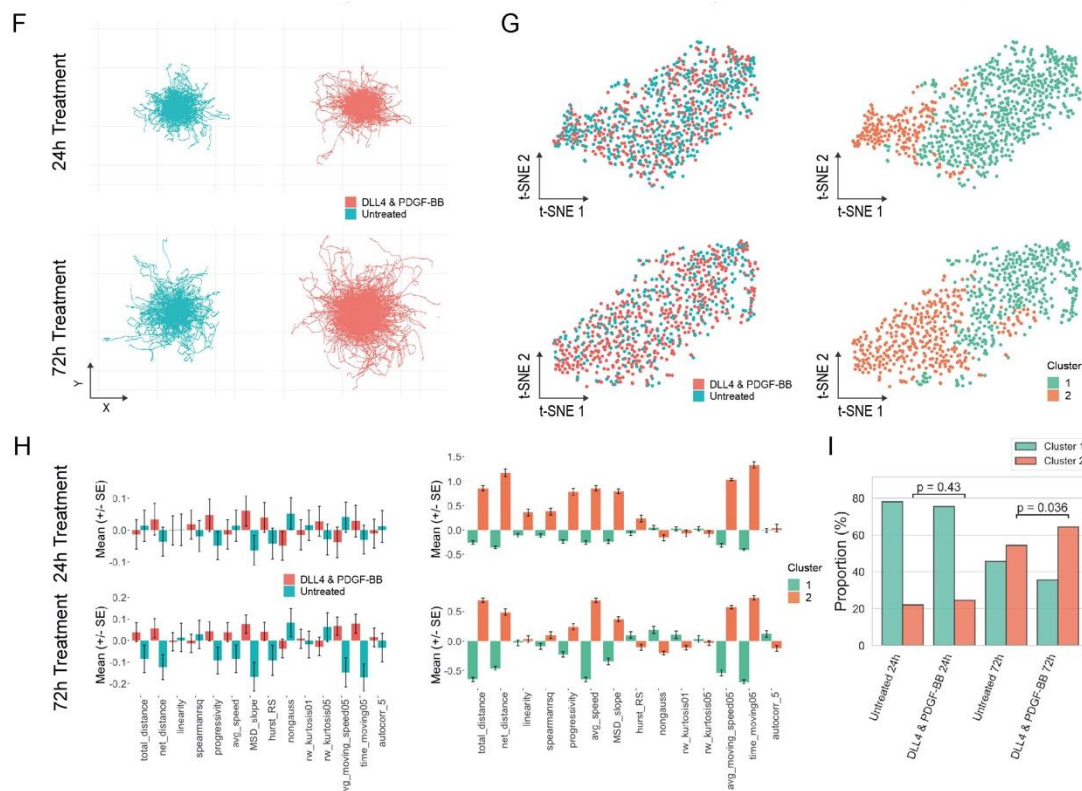 F
24h Treatment
72h Treatment
DLL4 & PDGF-BB
Untreated
Y
X
G
t-SNE 2
t-SNE 1
t-SNE 2
t-SNE 1
t-SNE 2
t-SNE 1
DLL4 & PDGF-BB
Untreated
t-SNE 2
t-SNE 1
Cluster
1
2
H
24h Treatment
72h Treatment
Mean (+/- SE)
0.1
0.0
-0.1
DLL4 & PDGF-BB
Untreated
Mean (+/- SE)
0.2
0.1
0.0
-0.1
-0.2
total_distance
net_distance
linearity
spearmanrsq
progressivity
avg_speed
MSD_slope
hurst_RS
nongauss
rw_kurtosis01
rw_kurtosis05
vg_moving_speed05
time_moving05
autocorr_5
Mean (+/- SE)
1.5
1.0
0.5
0.0
-0.5
Cluster
1
2
Mean (+/- SE)
0.5
0.0
-0.5
total_distance
net_distance
linearity
spearmanrsq
progressivity
avg_speed
MSD_slope
hurst_RS
nongauss
rw_kurtosis01
rw_kurtosis05
avg_moving_speed05
time_moving05
autocorr_5
I
Cluster 1
Cluster 2
Proportion (%)
80
60
40
20
0
p = 0.43
p = 0.036
Untreated 24h
DLL4 & PDGF-BB 24h
Untreated 72h
DLL4 & PDGF-BB 72h